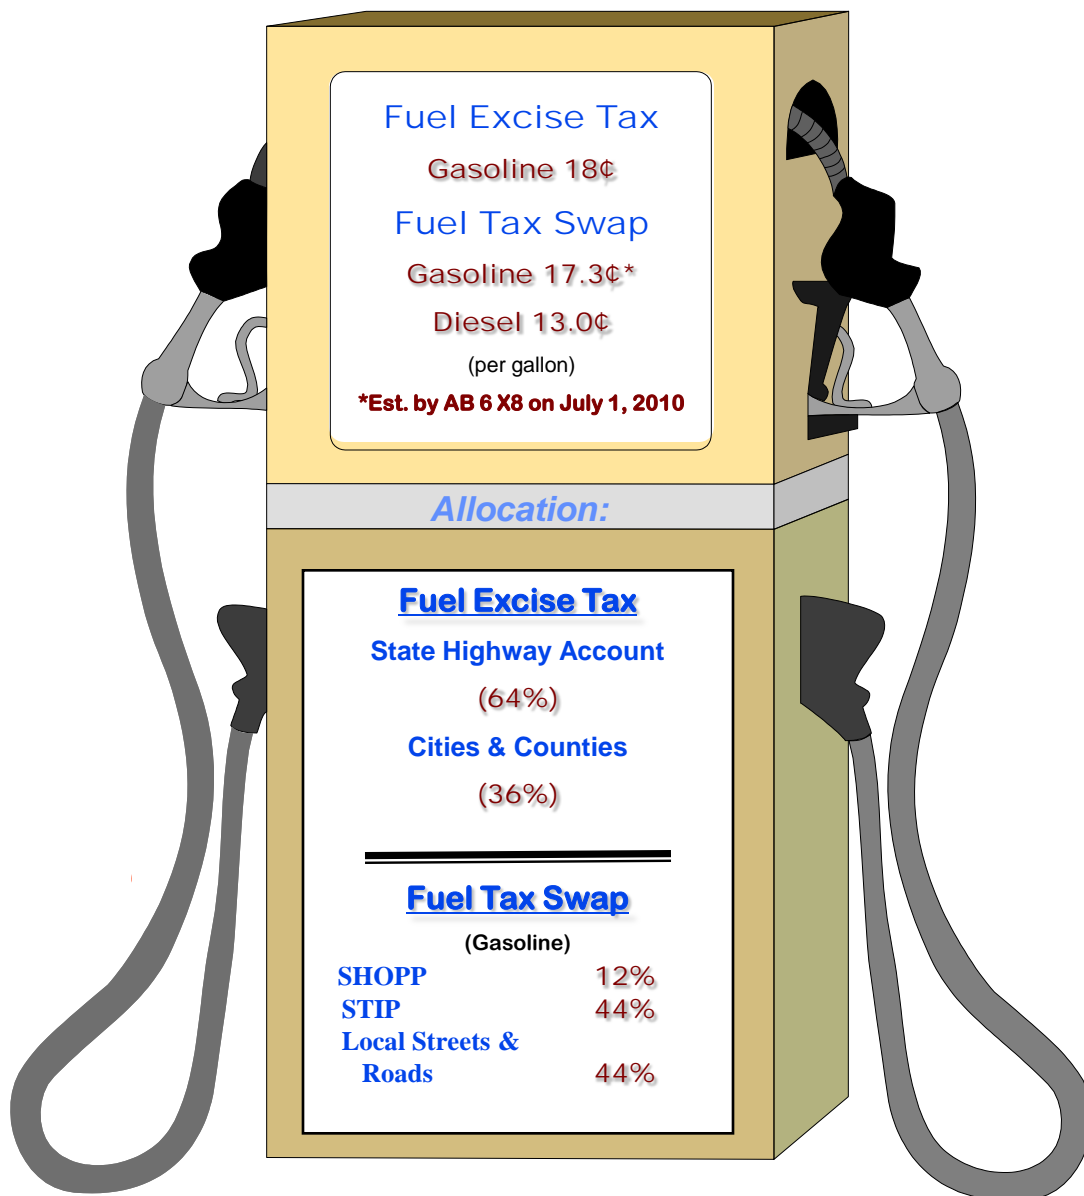 Fuel Excise Tax
Gasoline 18¢
Fuel Tax Swap
Gasoline 17.3¢*
Diesel 13.0¢
(per gallon)
*Est. by AB 6 X8 on July 1, 2010
Allocation:
Fuel Excise Tax
State Highway Account
(64%)
Cities & Counties
(36%)
Fuel Tax Swap
(Gasoline)
SHOPP 12%
STIP 44%
Local Streets &
Roads 44%